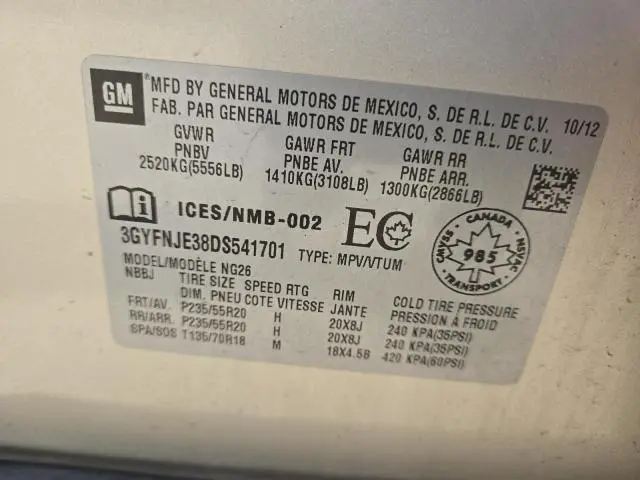 GM
®MFD BY GENERAL MOTORS DE MEXICO, S. DE R.L. DE C.V. 10/12
FAB. PAR GENERAL MOTORS DE MEXICO, S. DE R.L. DE C.V.
GVWR GAWR FRT GAWR RR
PNBV PNBE AV. PNBE ARR.
2520KG(5556LB) 1410KG(3108LB) 1300KG(2866LB)
ICES/NMB-002 EC
CANADA
CMVSS 985 NSVAC
TRANSPORT
3GYFNJE38DS541701 TYPE: MPV/VTUM
MODEL/MODÈLE NG26
NBBJ TIRE SIZE SPEED RTG RIM COLD TIRE PRESSURE
DIM. PNEU COTE VITESSE JANTE PRESSION À FROID
FRT/AV. P235/55R20 H 20X8J 240 KPA(35PSI)
RR/ARR. P235/55R20 H 20X8J 240 KPA(35PSI)
SPA/SOS T135/70R18 M 18X4.5B 420 KPA(60PSI)